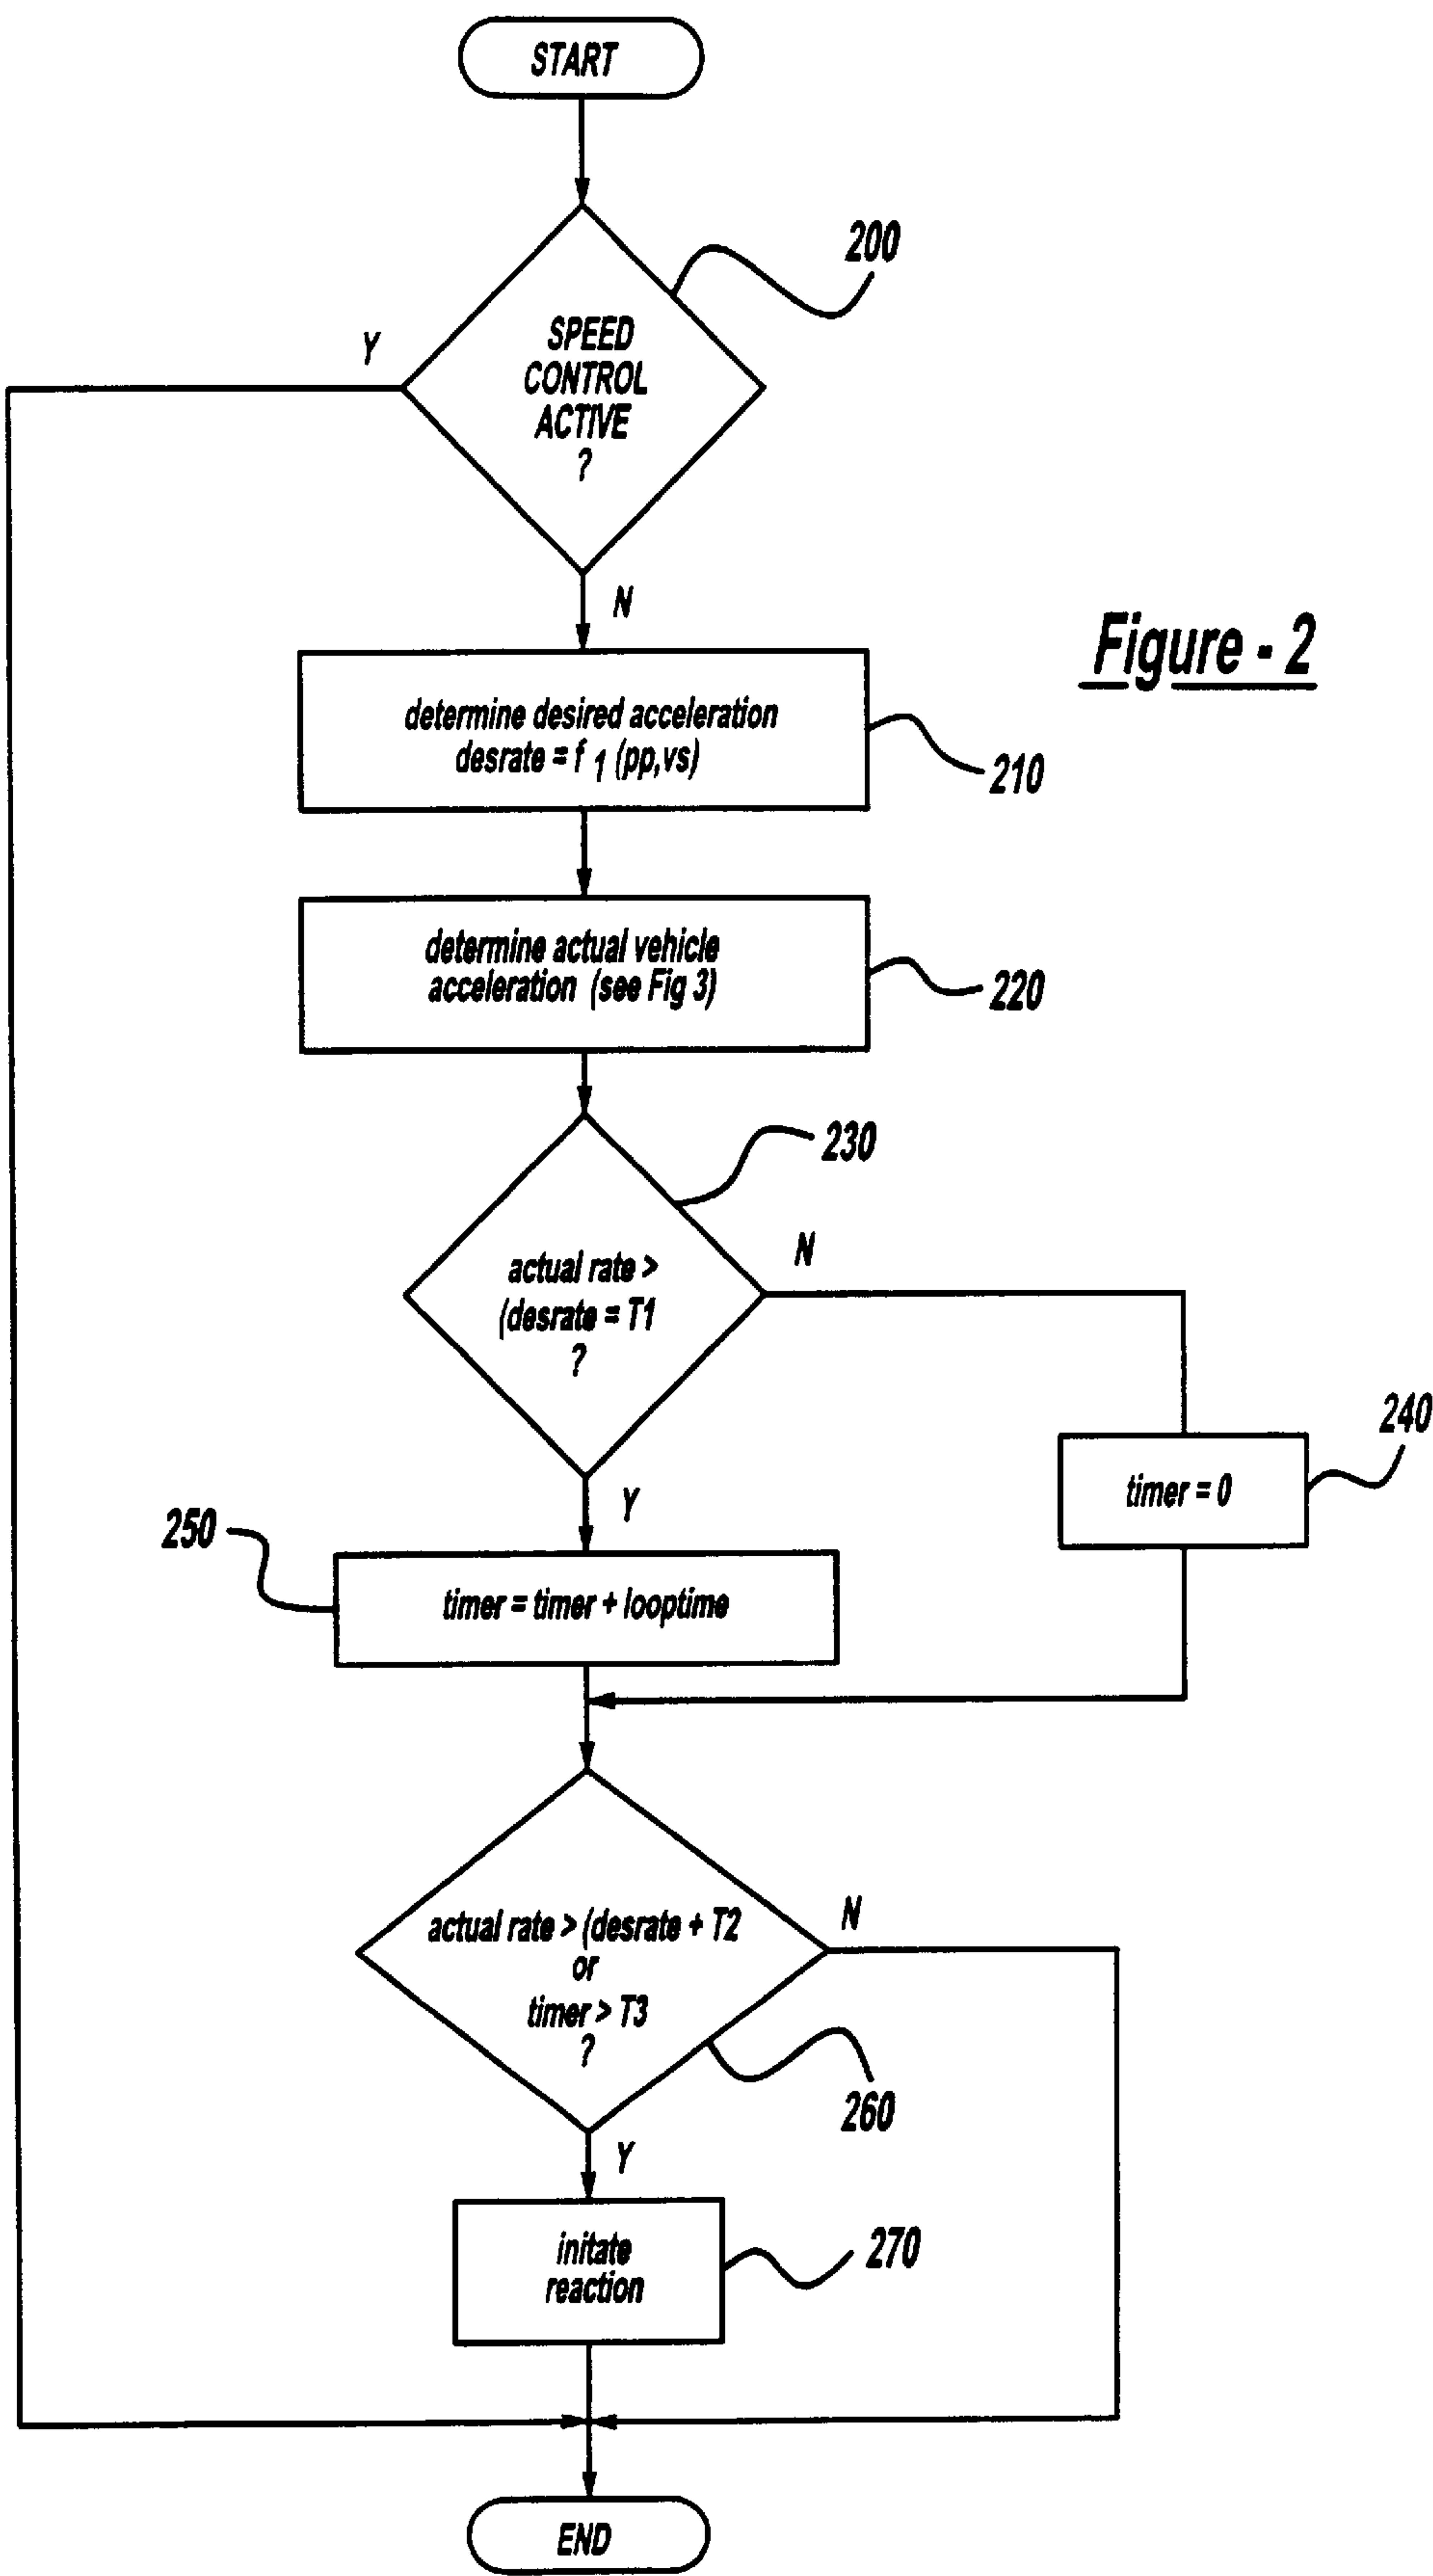 START
200
Y
SPEED
CONTROL
ACTIVE
?
N
Figure - 2
determine desired acceleration
desrate = f 1 (pp,vs)
210
determine actual vehicle
acceleration (see Fig 3)
220
230
N
actual rate >
(desrate = T1
?
240
timer = 0
Y
250
timer = timer + looptime
N
actual rate > (desrate + T2
or
timer > T3
?
260
Y
initate
reaction
270
END